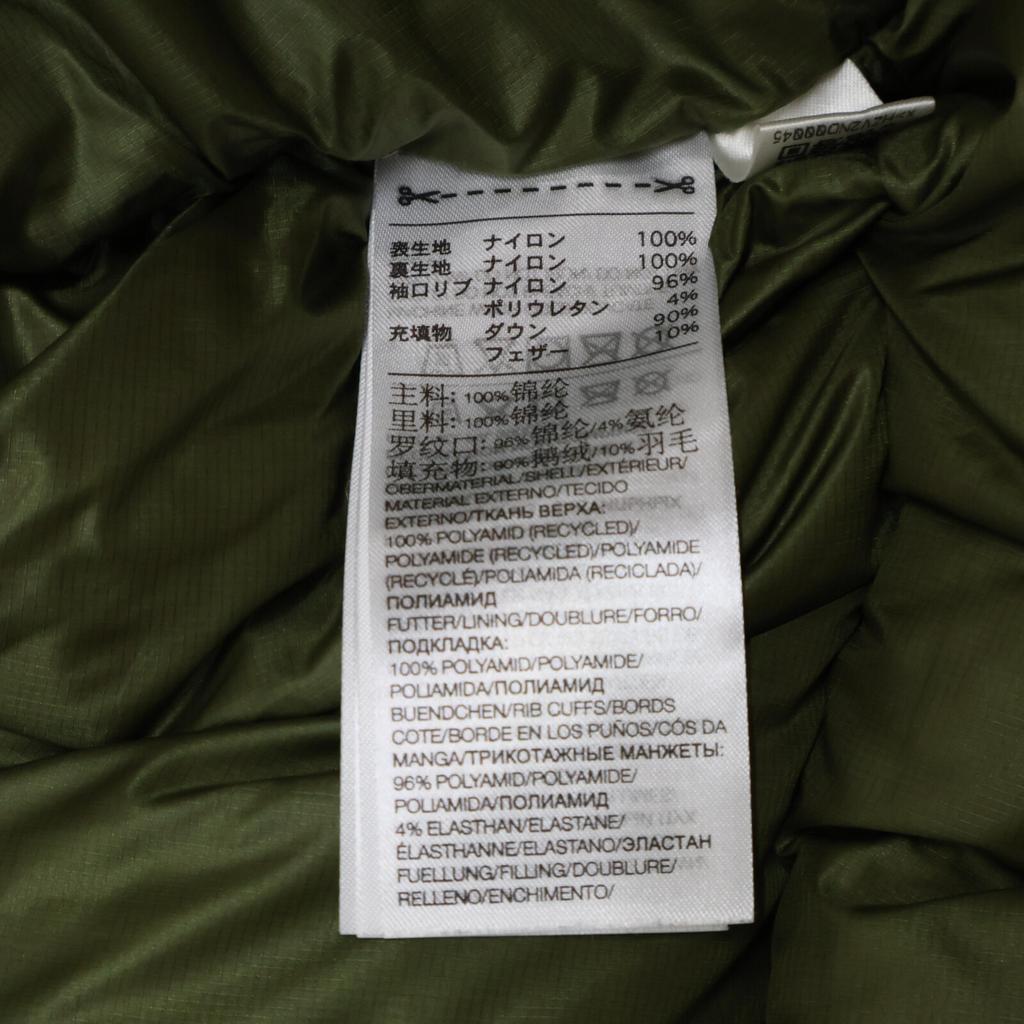 表生地 ナイロン 100%
裏生地 ナイロン 100%
袖口リブ ナイロン 96%
ポリウレタン 4%
充填物 ダウン 90%
フェザー 10%
主料: 100%锦纶
里料: 100%锦纶
罗纹口: 96%锦纶/4%氨纶
填充物: 90%鹅绒/10%羽毛
OBERMATERIAL/SHELL/EXTÉRIEUR/
MATERIAL EXTERNO/TECIDO
EXTERNO/ТКАНЬ ВЕРХА:
100% POLYAMID (RECYCLED)/
POLYAMIDE (RECYCLED)/POLYAMIDE
(RECYCLÉ)/POLIAMIDA (RECICLADA)/
ПОЛИАМИД
FUTTER/LINING/DOUBLURE/FORRO/
ПОДКЛАДКА:
100% POLYAMID/POLYAMIDE/
POLIAMIDA/ПОЛИАМИД
BUENDCHEN/RIB CUFFS/BORDS
COTE/BORDE EN LOS PUÑOS/CÓS DA
MANGA/ТРИКОТАЖНЫЕ МАНЖЕТЫ:
96% POLYAMID/POLYAMIDE/
POLIAMIDA/ПОЛИАМИД
4% ELASTHAN/ELASTANE/
ÉLASTHANNE/ELASTANO/ЭЛАСТАН
FUELLUNG/FILLING/DOUBLURE/
RELLENO/ENCHIMENTO/